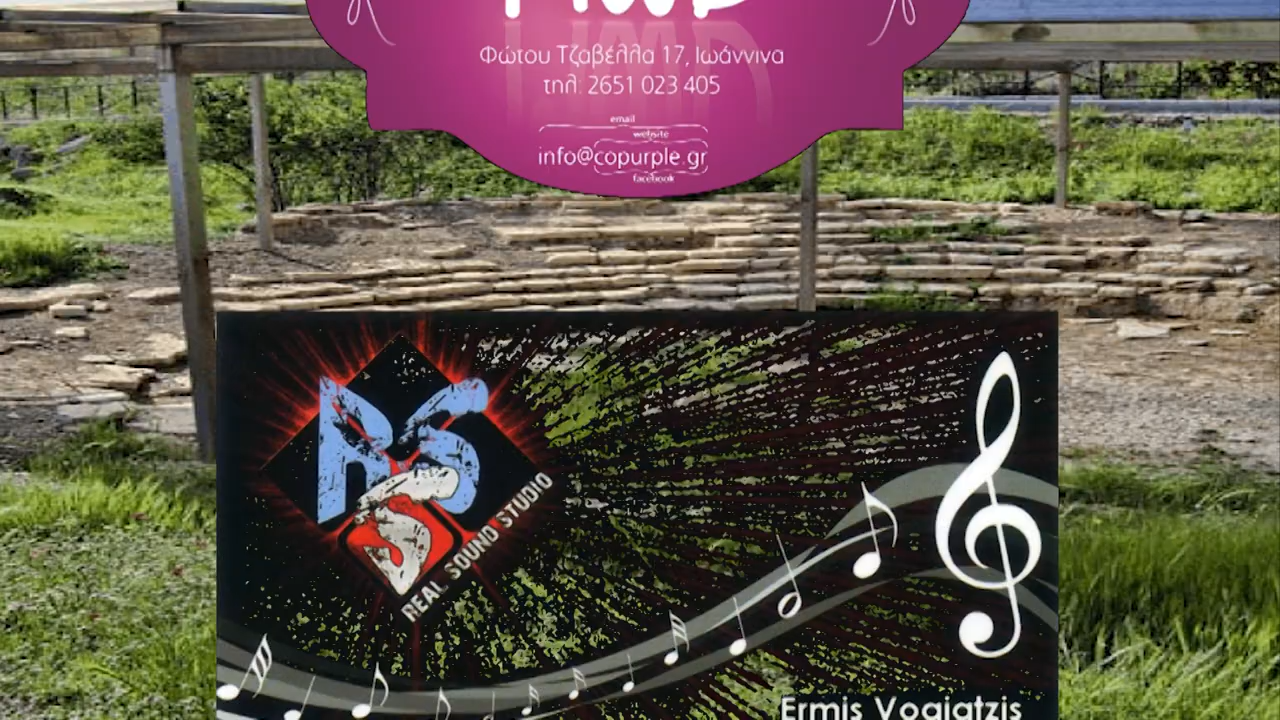 Φώτου Τζαβέλλα 17, Ιωάννινα
τηλ: 2651 023 405
email
website
info@copurple.gr
facebook
RS
REAL SOUND STUDIO
Ermis Vogiatzis